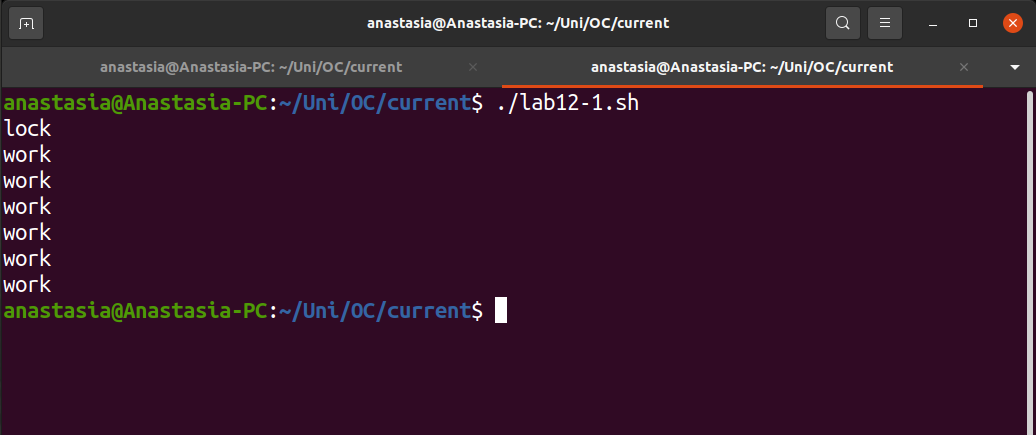 anastasia@Anastasia-PC: ~/Uni/OC/current
anastasia@Anastasia-PC: ~/Uni/OC/current
anastasia@Anastasia-PC: ~/Uni/OC/current
anastasia@Anastasia-PC:~/Uni/OC/current$ ./lab12-1.sh
lock
work
work
work
work
work
work
anastasia@Anastasia-PC:~/Uni/OC/current$